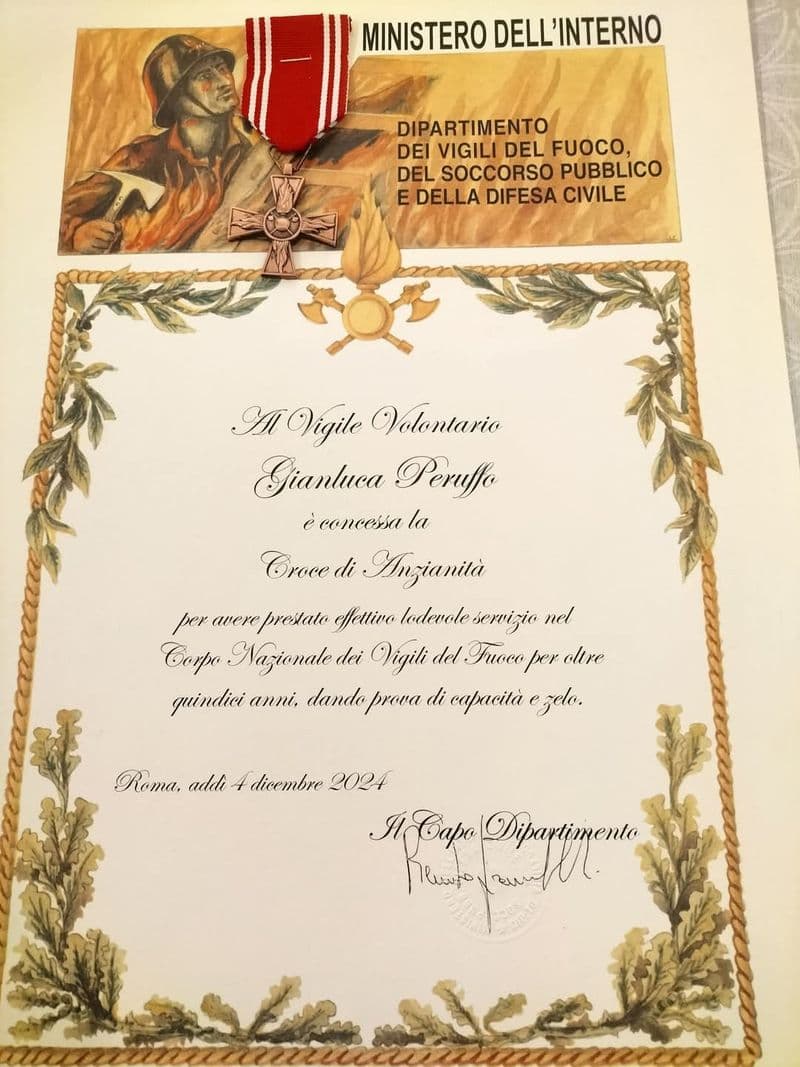 MINISTERO DELL'INTERNO
DIPARTIMENTO
DEI VIGILI DEL FUOCO,
DEL SOCCORSO PUBBLICO
E DELLA DIFESA CIVILE
Al Vigile Volontario
Gianluca Peruffo
è concessa la
Croce di Anzianità
per avere prestato effettivo lodevole servizio nel
Corpo Nazionale dei Vigili del Fuoco per oltre
quindici anni, dando prova di capacità e zelo.
Roma, addì 4 dicembre 2024
Il Capo Dipartimento